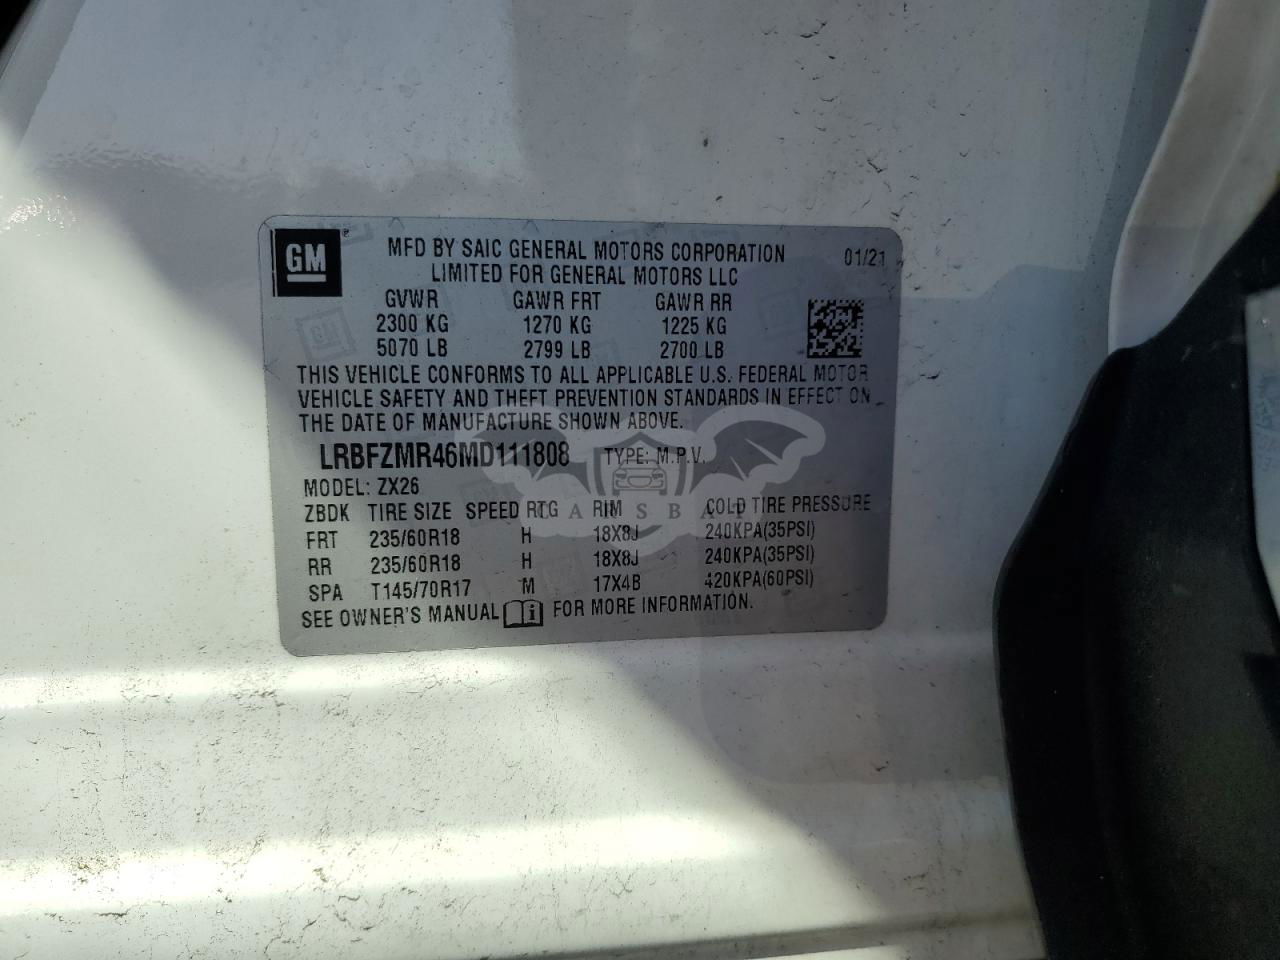 GM ® MFD BY SAIC GENERAL MOTORS CORPORATION 01/21
LIMITED FOR GENERAL MOTORS LLC
GVWR GAWR FRT GAWR RR
2300 KG 1270 KG 1225 KG
5070 LB 2799 LB 2700 LB
THIS VEHICLE CONFORMS TO ALL APPLICABLE U.S. FEDERAL MOTOR
VEHICLE SAFETY AND THEFT PREVENTION STANDARDS IN EFFECT ON
THE DATE OF MANUFACTURE SHOWN ABOVE.
LRBFZMR46MD111808 TYPE: M.P.V.
MODEL: ZX26
ZBDK TIRE SIZE SPEED RTG RIM COLD TIRE PRESSURE
FRT 235/60R18 H 18X8J 240KPA(35PSI)
RR 235/60R18 H 18X8J 240KPA(35PSI)
SPA T145/70R17 M 17X4B 420KPA(60PSI)
SEE OWNER'S MANUAL i FOR MORE INFORMATION.